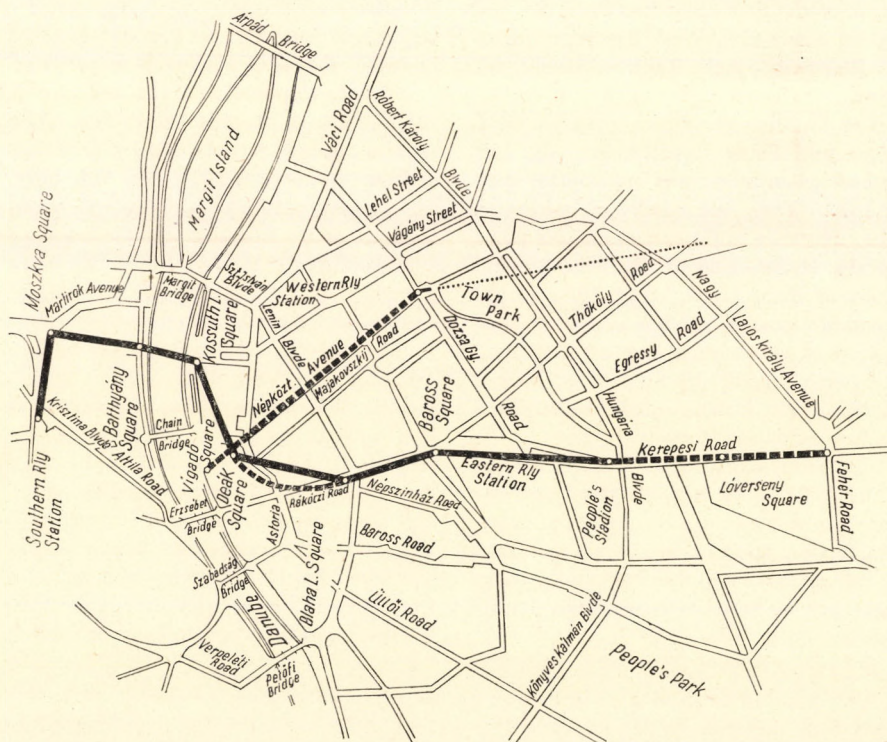 Árpád
Bridge
Váci Road
Róbert Károly
Blvde
Margit Island
Lehel Street
Vágány Street
Moszkva Square
Mártirok Avenue
Margit
Bridge
Szt. István
Blvde
Kossuth L.
Square
Western Rly
Station
Lenin
Blvde
Népközt. Avenue
Majakovszkij Road
Town
Park
Dózsa Gy.
Road
Thököly Road
Egressy Road
Nagy
Lajos király Avenue
Hungária
Blvde
Baross
Square
Batthyány
Square
Chain
Bridge
Vigadó
Square
Deák
Square
Krisztina Blvde
Attila Road
Southern Rly
Station
Erzsébet
Bridge
Astoria
Rákóczi Road
Népszinház Road
Eastern Rly
Station
Kerepesi Road
People's
Stadion
Lóverseny
Square
Fehér Road
Szabadság
Bridge
Danube
Blaha L. Square
Baross Road
Üllői Road
Verpeléti
Road
Petőfi
Bridge
Könyves Kálmán Blvde
People's Park